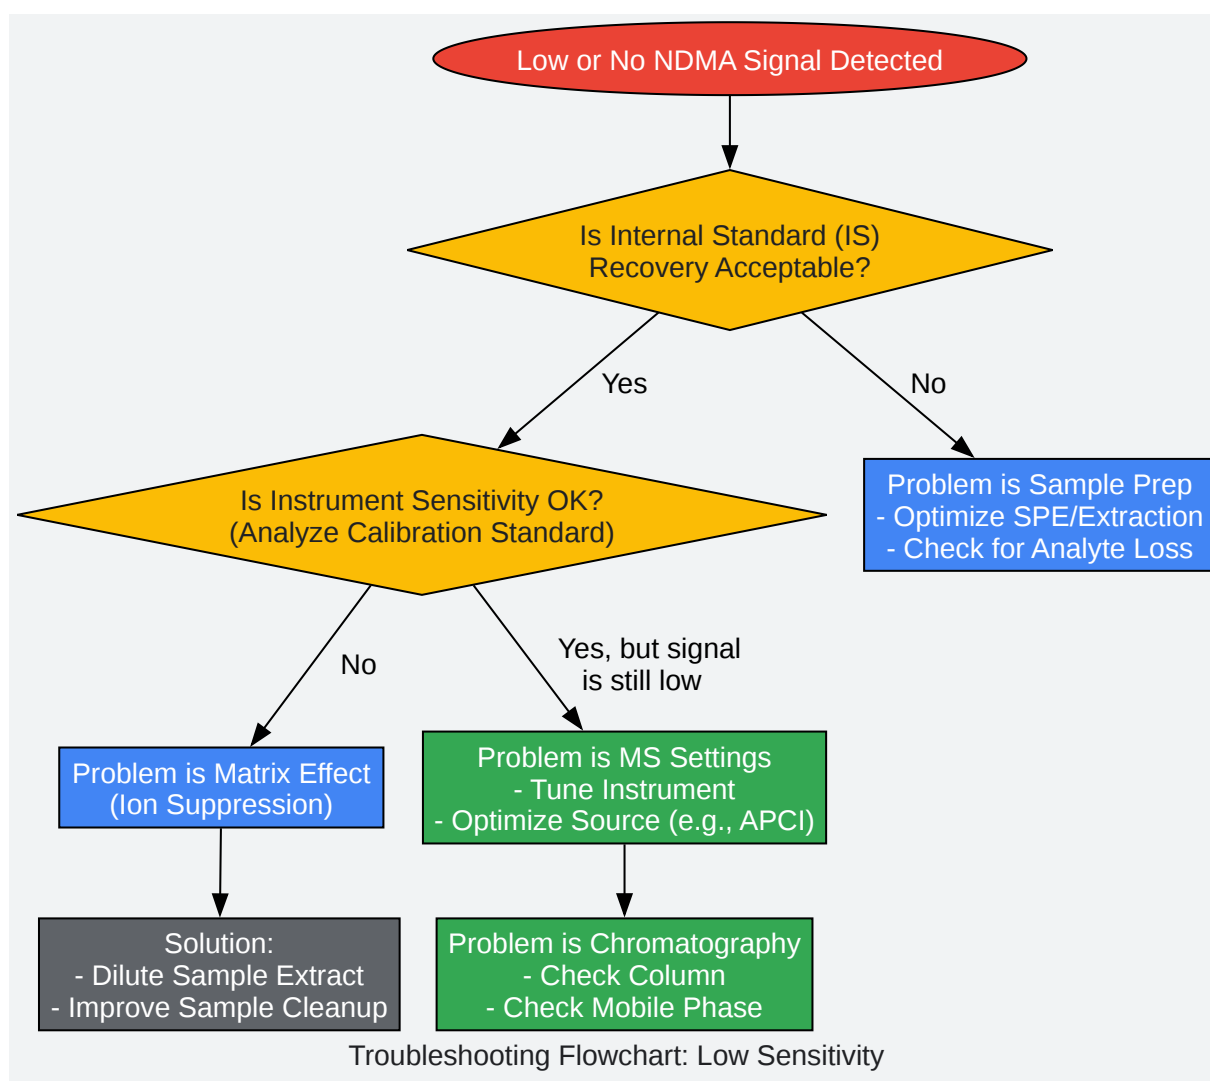 Low or No NDMA Signal Detected
Is Internal Standard (IS)
Recovery Acceptable?
Yes
No
Is Instrument Sensitivity OK?
(Analyze Calibration Standard)
Problem is Sample Prep
- Optimize SPE/Extraction
- Check for Analyte Loss
No
Yes, but signal
is still low
Problem is Matrix Effect
(Ion Suppression)
Problem is MS Settings
- Tune Instrument
- Optimize Source (e.g., APCI)
Solution:
- Dilute Sample Extract
- Improve Sample Cleanup
Problem is Chromatography
- Check Column
- Check Mobile Phase
Troubleshooting Flowchart: Low Sensitivity